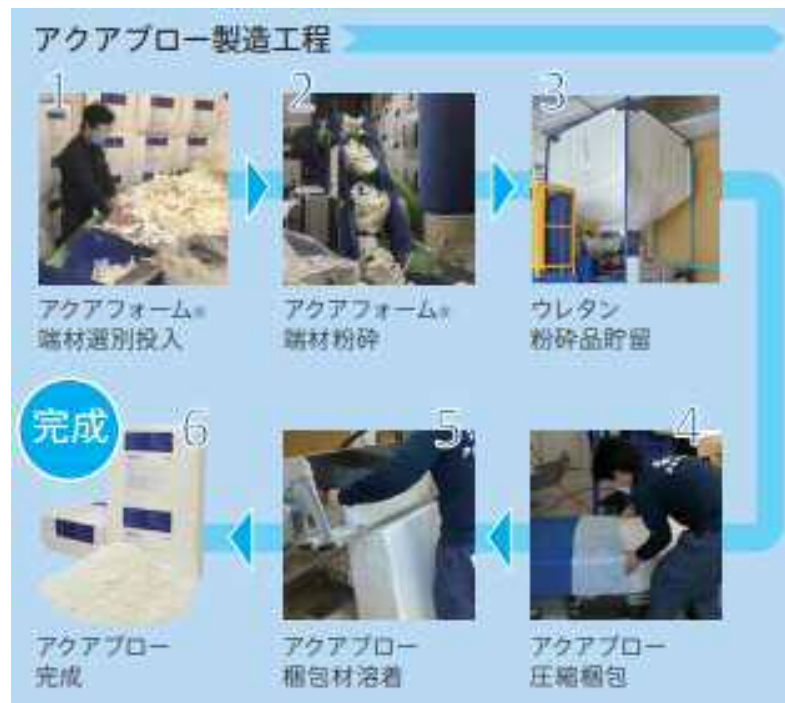 アクアブロー製造工程
1
アクアフォーム®
端材選別投入
2
アクアフォーム®
端材粉砕
3
ウレタン
粉砕品貯留
4
アクアブロー
圧縮梱包
5
アクアブロー
梱包材溶着
6
完成
アクアブロー
完成